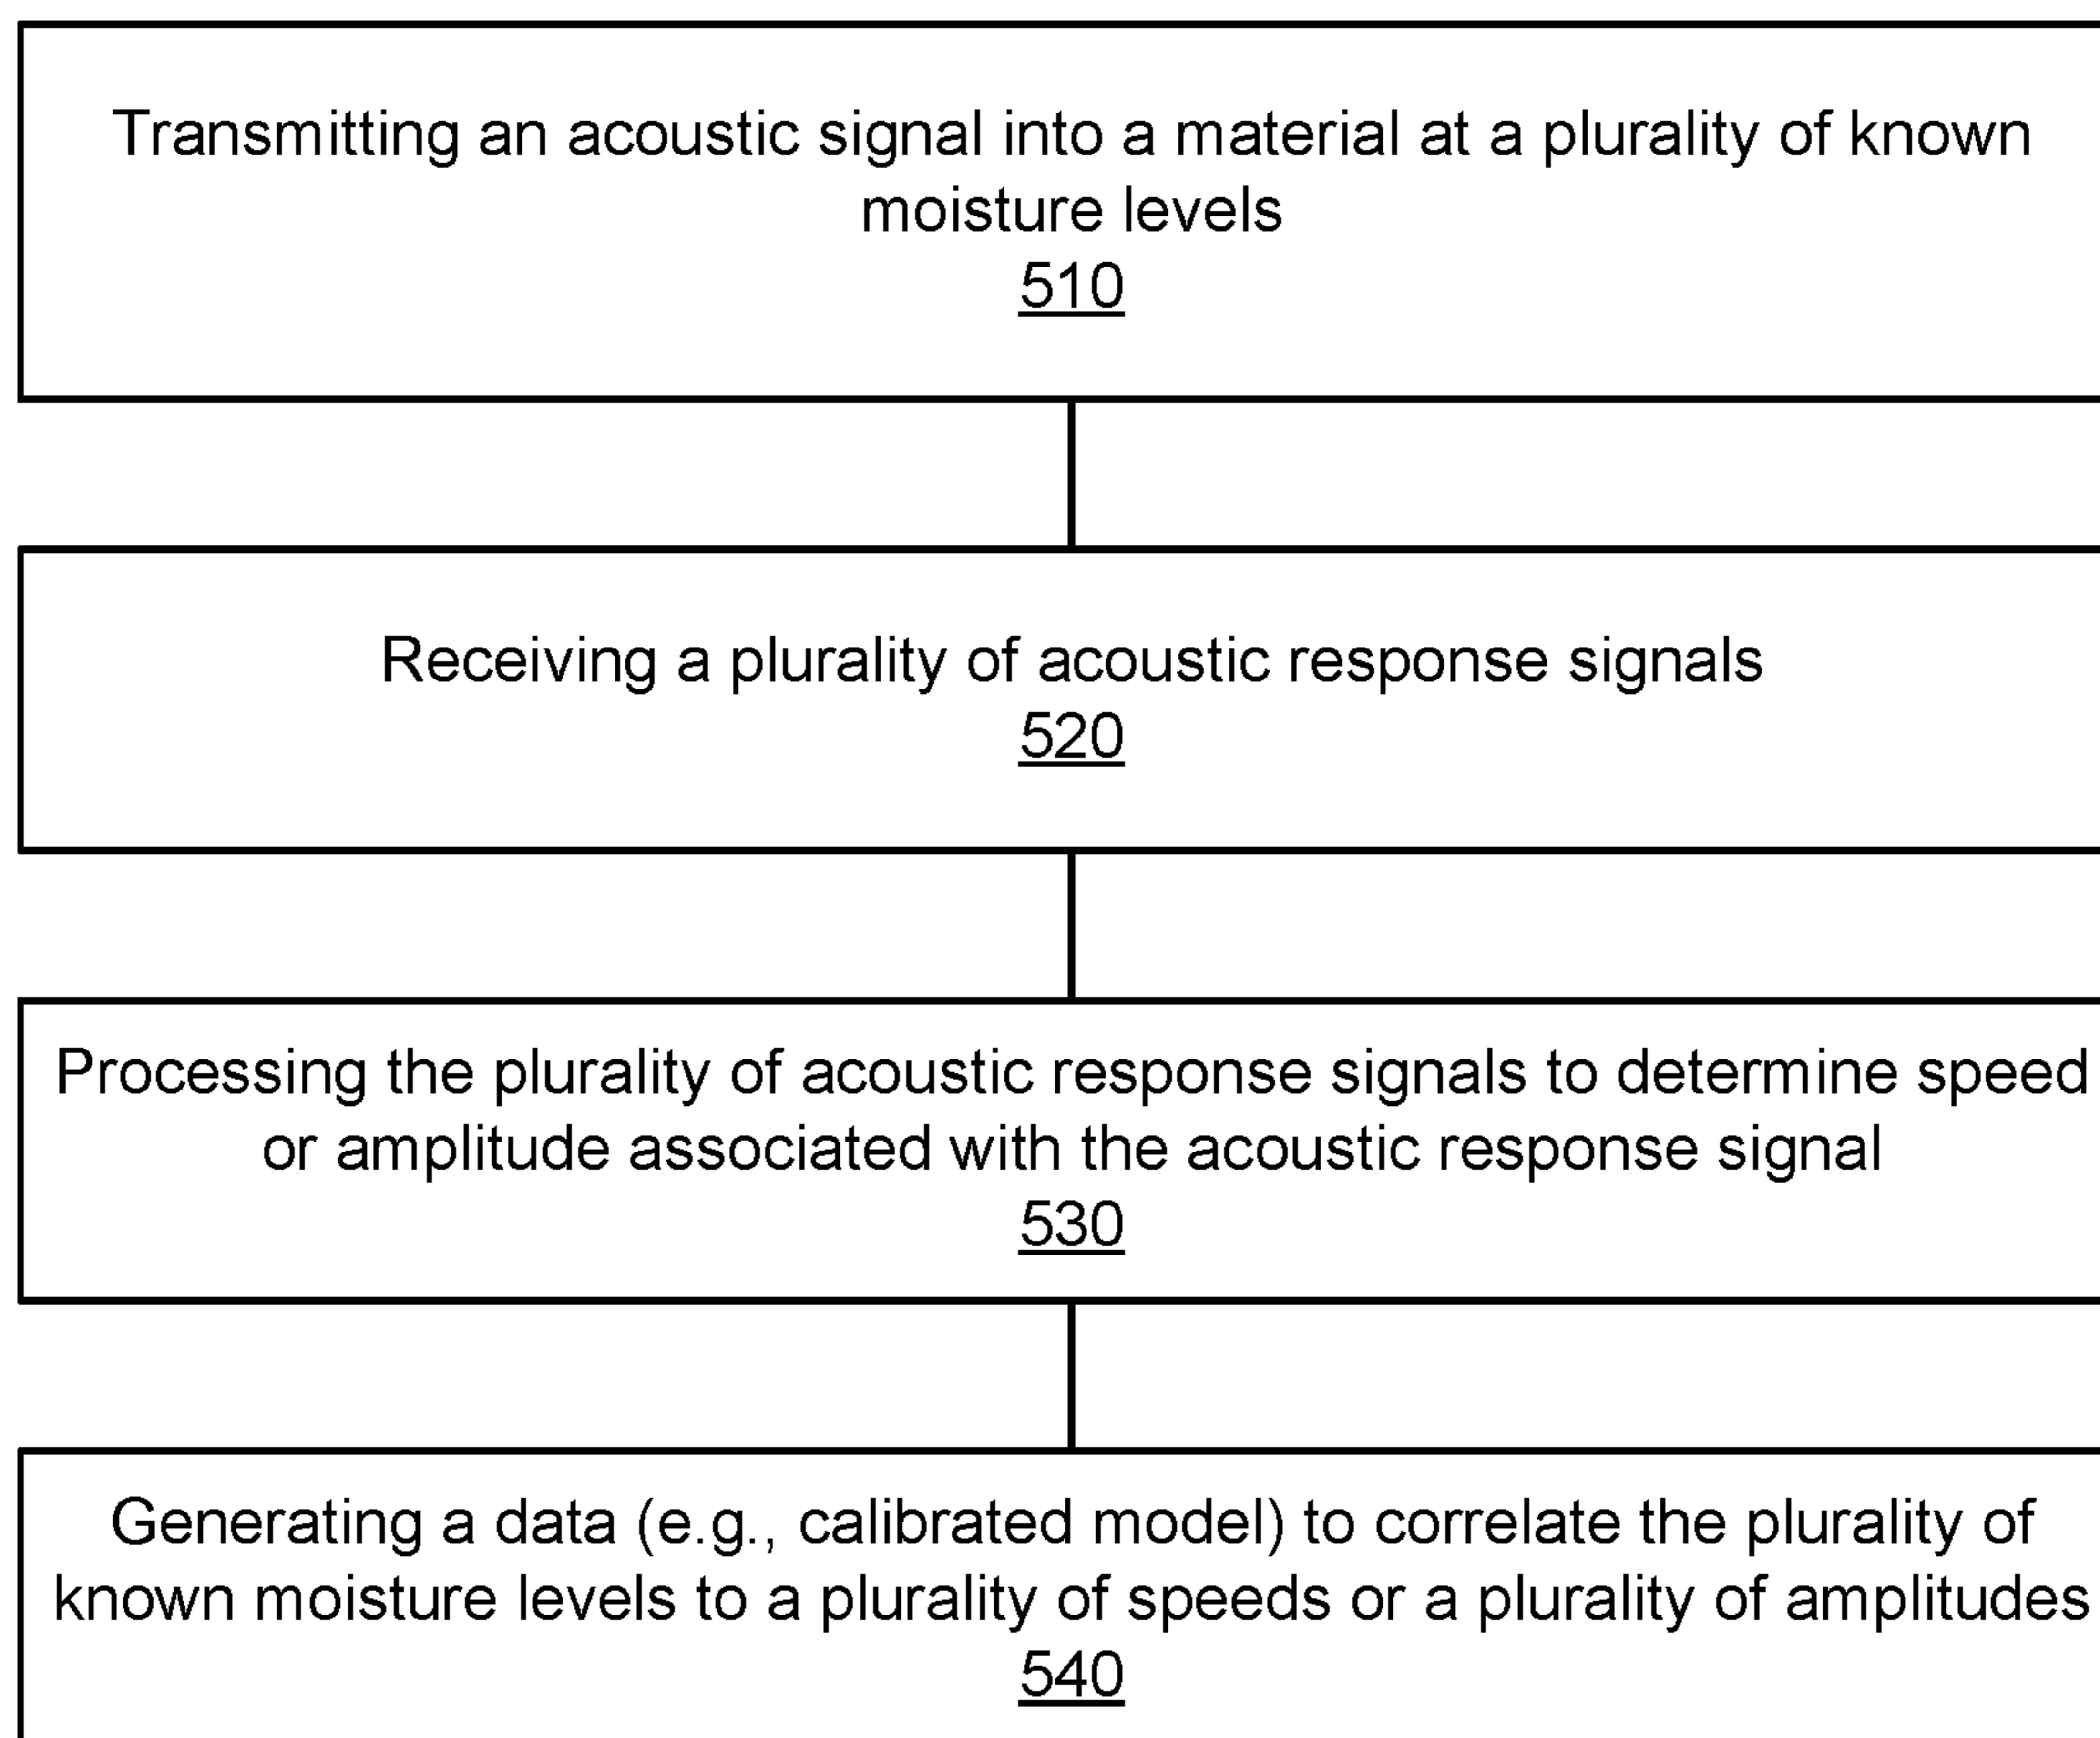 Transmitting an acoustic signal into a material at a plurality of known
moisture levels
510
Receiving a plurality of acoustic response signals
520
Processing the plurality of acoustic response signals to determine speed
or amplitude associated with the acoustic response signal
530
Generating a data (e.g., calibrated model) to correlate the plurality of
known moisture levels to a plurality of speeds or a plurality of amplitudes
540